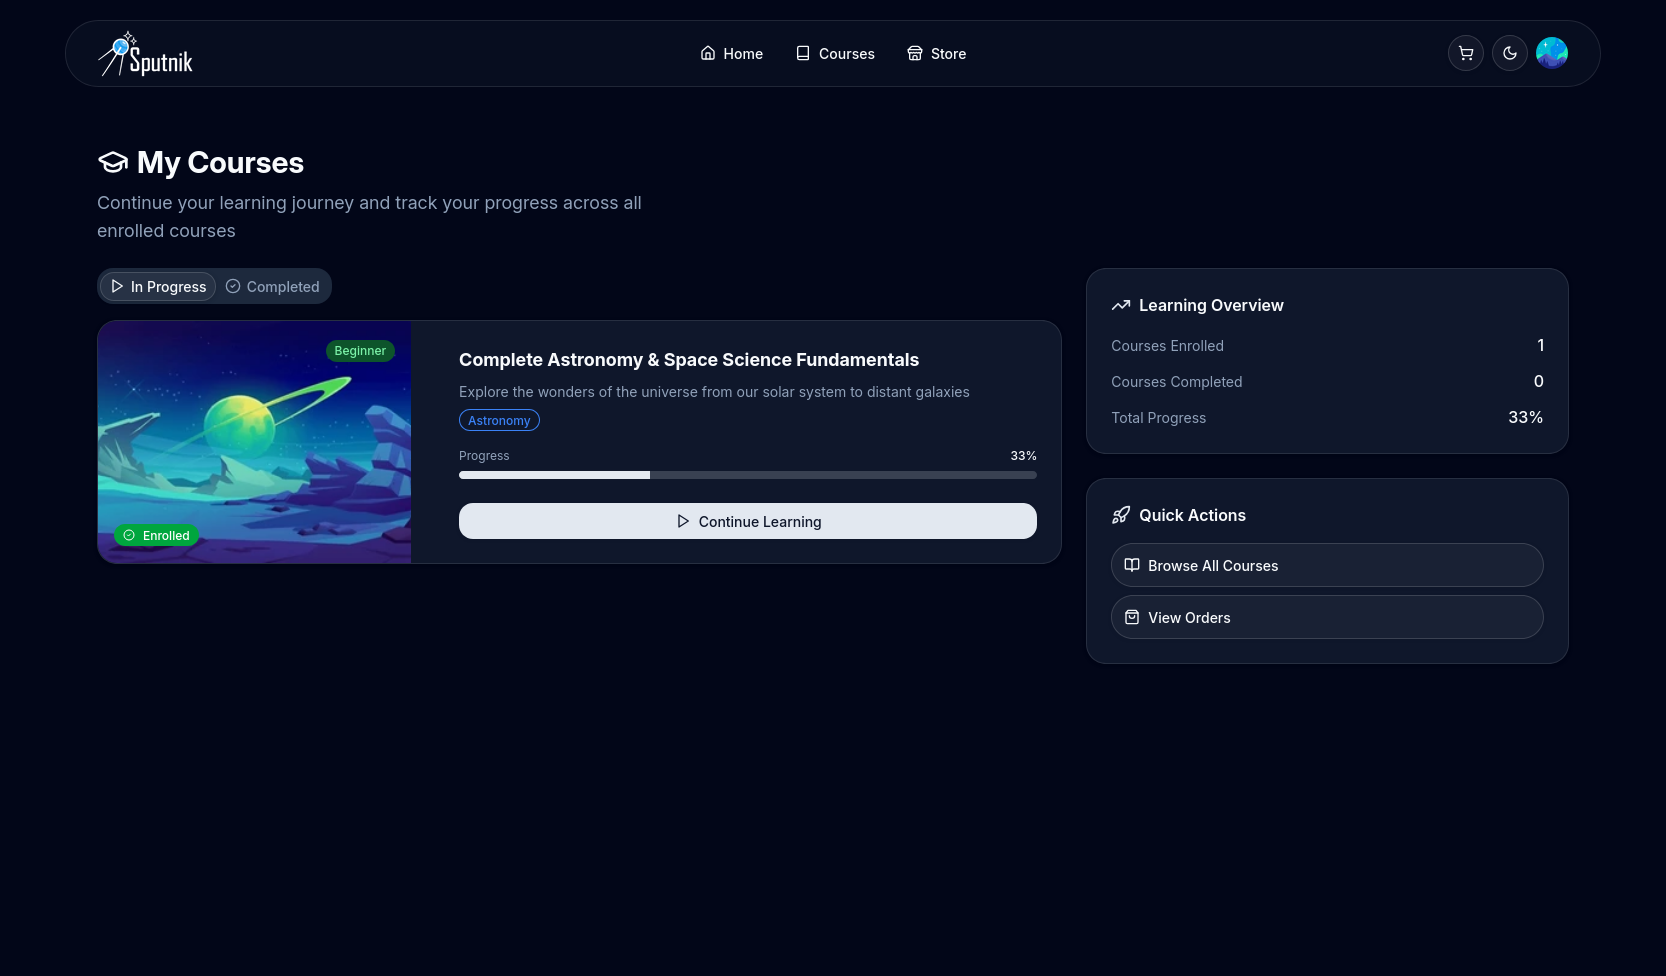 Sputnik
Home
Courses
Store
My Courses
Continue your learning journey and track your progress across all
enrolled courses
In Progress
Completed
Beginner
Enrolled
Complete Astronomy & Space Science Fundamentals
Explore the wonders of the universe from our solar system to distant galaxies
Astronomy
Progress 33%
Continue Learning
Learning Overview
Courses Enrolled 1
Courses Completed 0
Total Progress 33%
Quick Actions
Browse All Courses
View Orders